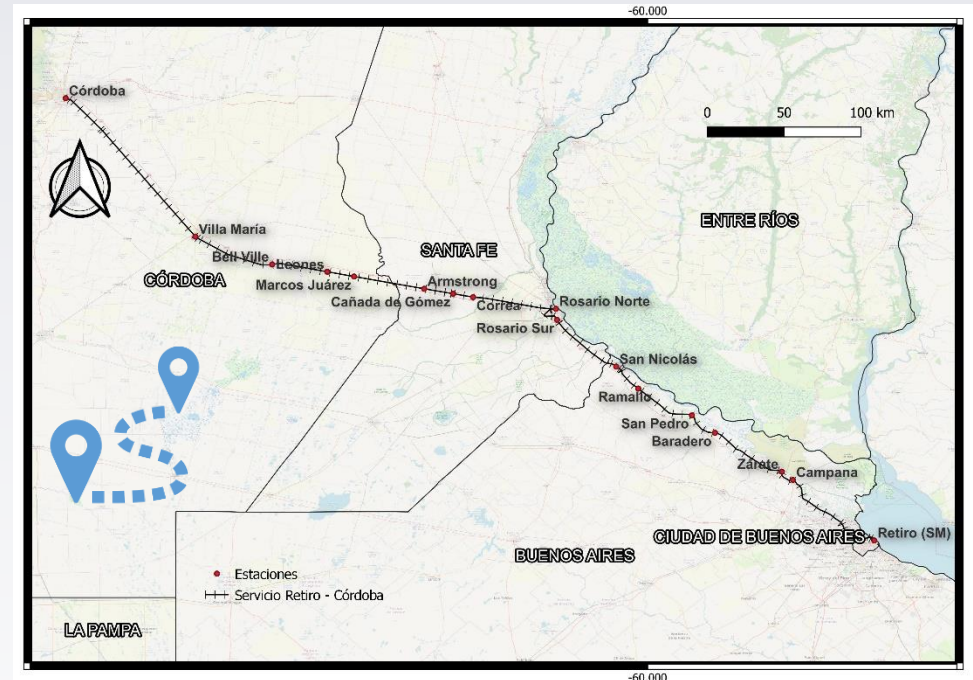 -60.000
Córdoba
0 50 100 km
ENTRE RÍOS
Villa María
SANTA FE
Bell Ville
Leones
CÓRDOBA
Marcos Juárez
Armstrong
Cañada de Gómez
Correa
Rosario Norte
Rosario Sur
San Nicolás
Ramallo
San Pedro
Baradero
Zárate
Campana
CIUDAD DE BUENOS AIRES
Retiro (SM)
BUENOS AIRES
Estaciones
Servicio Retiro - Córdoba
LA PAMPA
-60.000